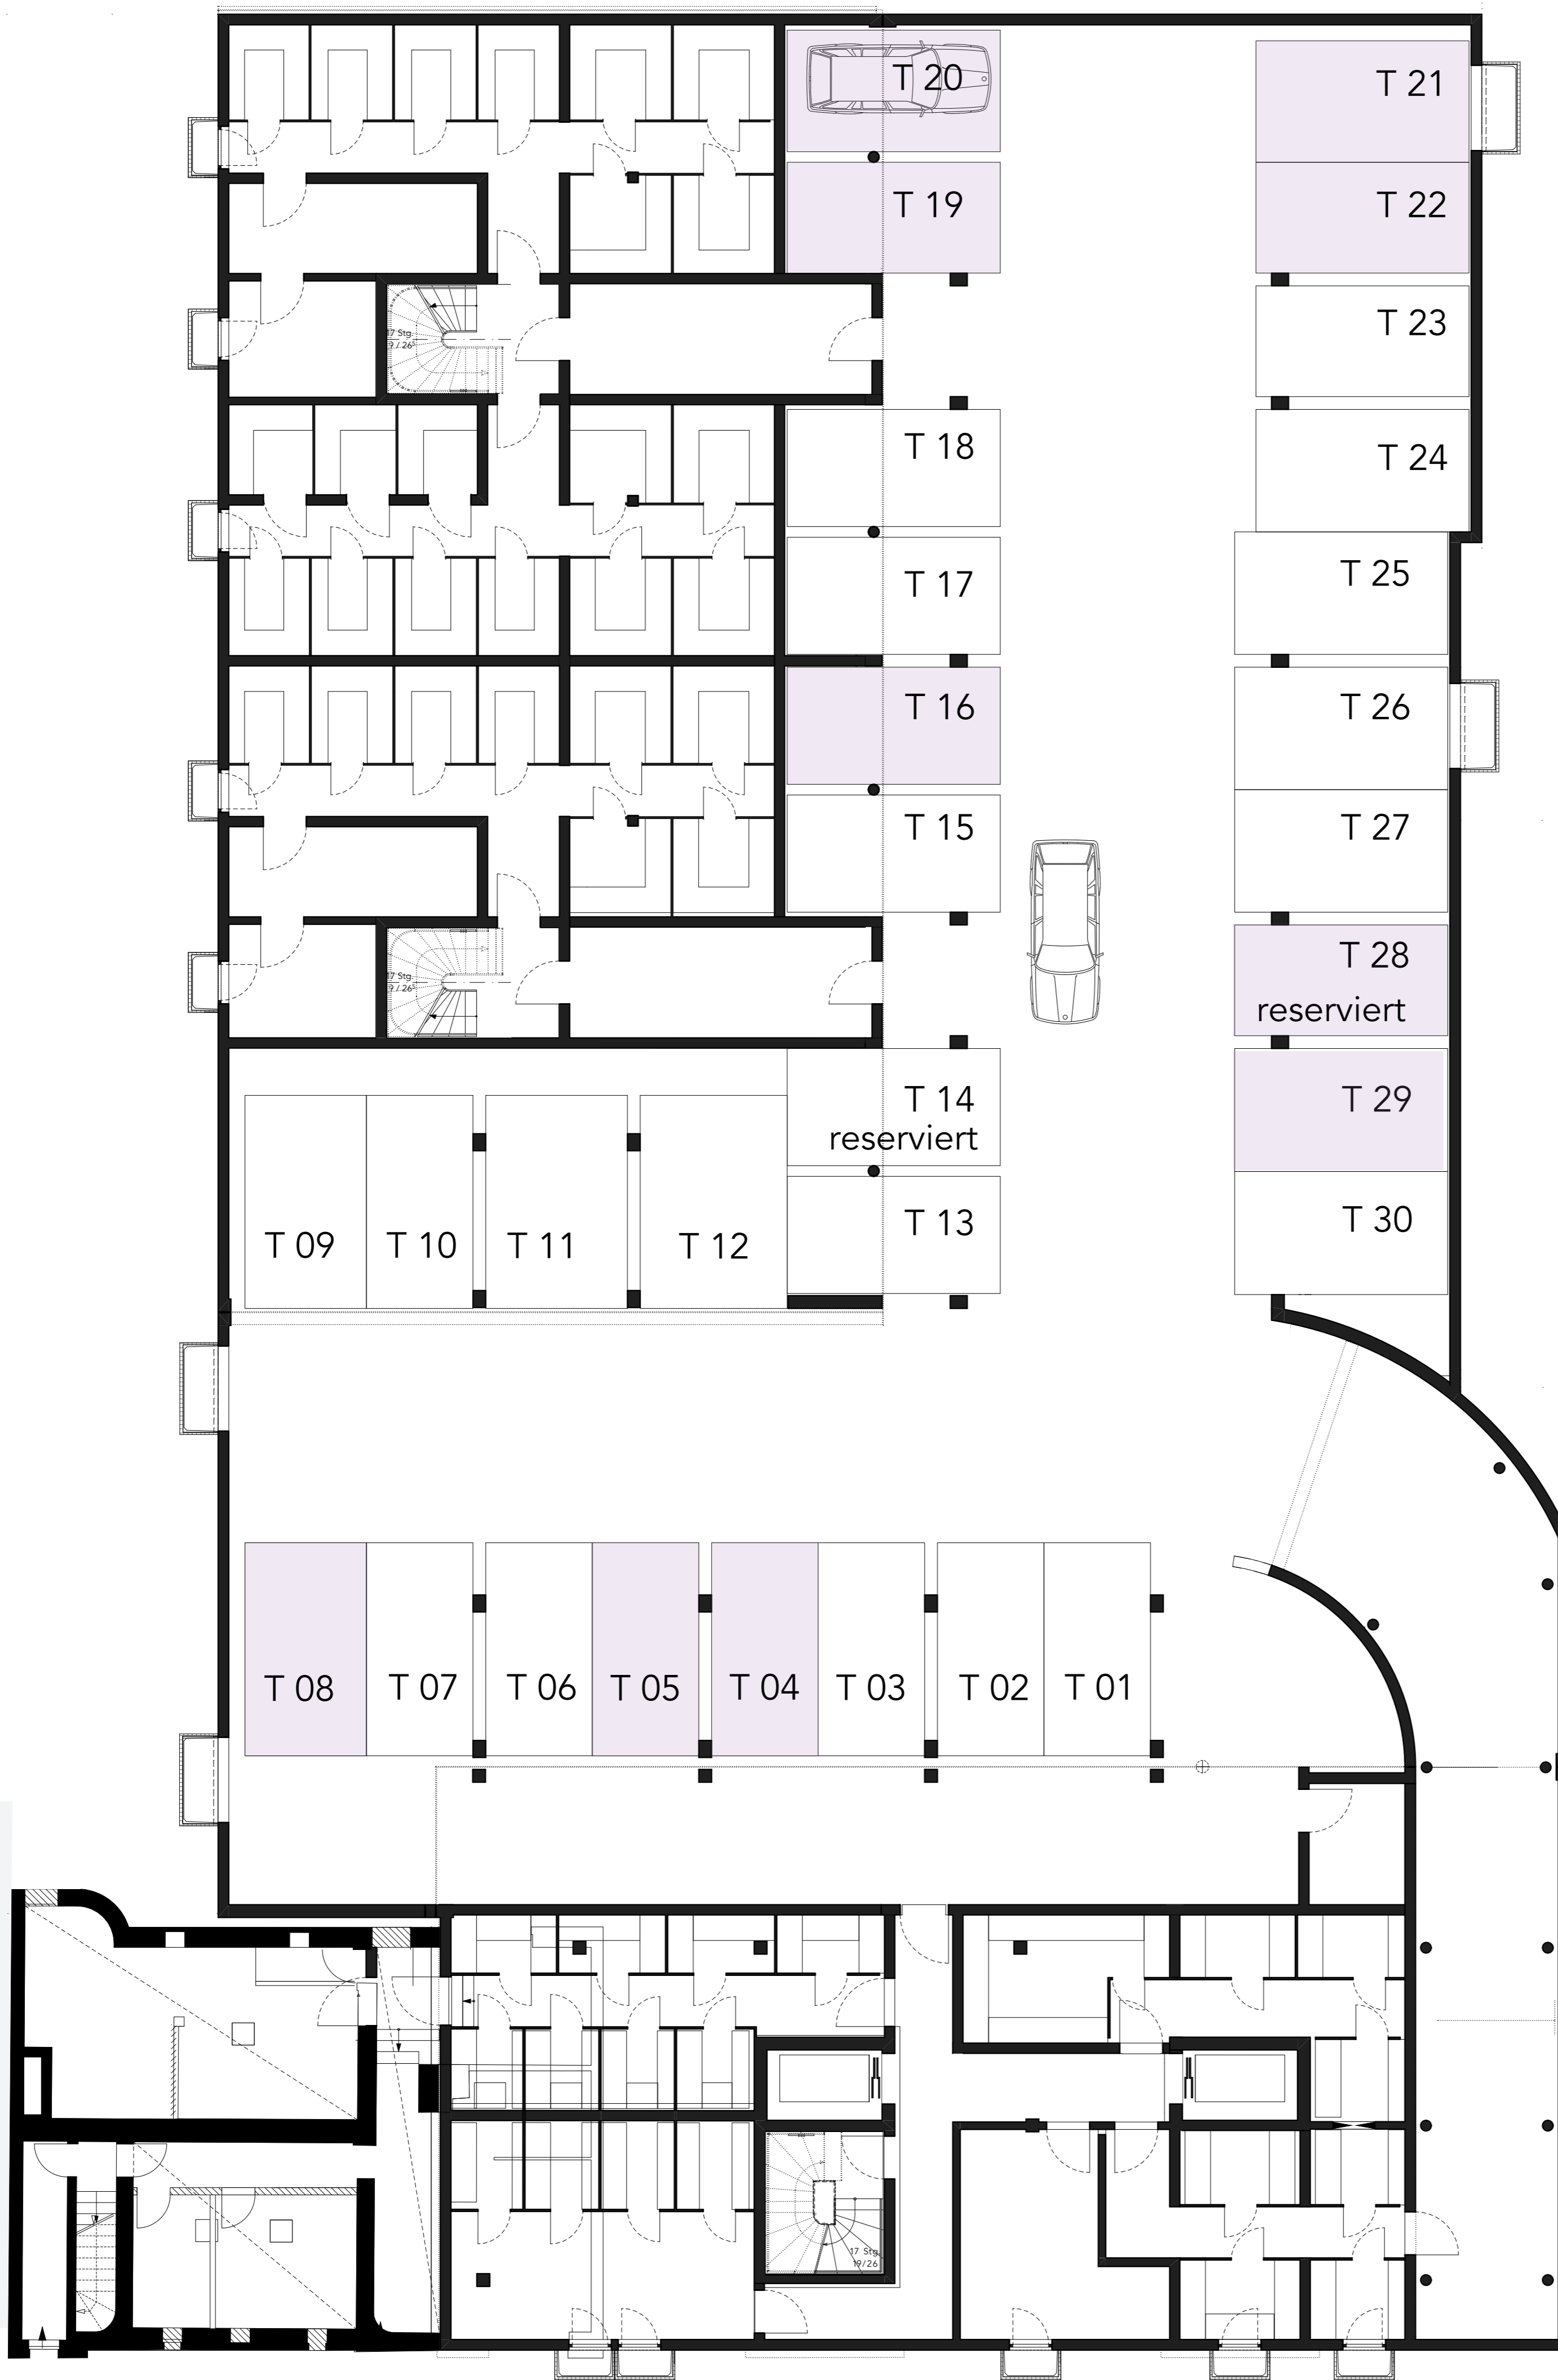 T 20
T 21
T 19
T 22
T 23
17 Stg.
T 18
T 24
T 17
T 25
T 16
T 26
T 15
T 27
T 28
reserviert
17 Stg.
T 14
reserviert
T 29
T 13
T 30
T 09
T 10
T 11
T 12
T 08
T 07
T 06
T 05
T 04
T 03
T 02
T 01
17 Stg.
19/26